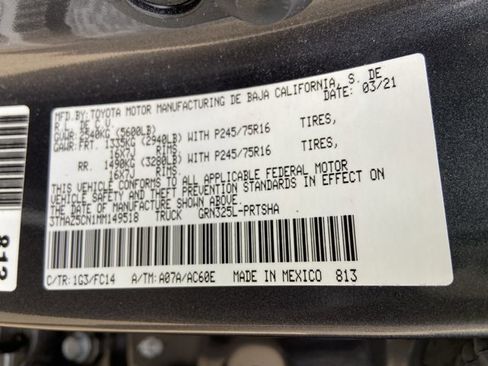 MFD.BY:TOYOTA MOTOR MANUFACTURING DE BAJA CALIFORNIA, S. DE
R.L. DE C.V. DATE: 03/21
GVWR: 2540KG (5600LB)
GAWR:FRT. 1335KG (2940LB) WITH P245/75R16 TIRES,
16X7J RIMS.
RR. 1490KG (3280LB) WITH P245/75R16 TIRES,
16X7J RIMS.
THIS VEHICLE CONFORMS TO ALL APPLICABLE FEDERAL MOTOR
VEHICLE SAFETY AND THEFT PREVENTION STANDARDS IN EFFECT ON
THE DATE OF MANUFACTURE SHOWN ABOVE.
3TMAZ5CN1MM149518 TRUCK GRN325L-PRTSHA
C/TR: 1G3/FC14 A/TM: A07A/AC60E MADE IN MEXICO 813
813